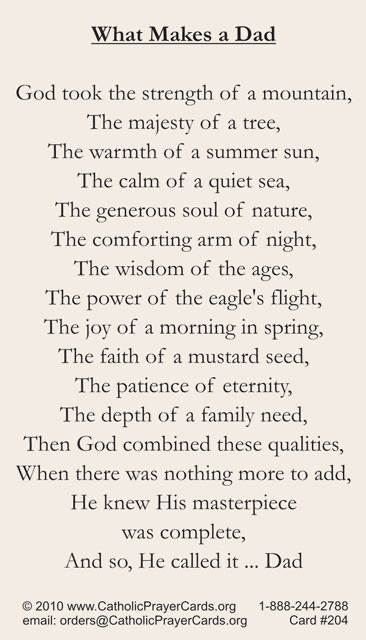 What Makes a Dad
God took the strength of a mountain,
The majesty of a tree,
The warmth of a summer sun,
The calm of a quiet sea,
The generous soul of nature,
The comforting arm of night,
The wisdom of the ages,
The power of the eagle's flight,
The joy of a morning in spring,
The faith of a mustard seed,
The patience of eternity,
The depth of a family need,
Then God combined these qualities,
When there was nothing more to add,
He knew His masterpiece
was complete,
And so, He called it ... Dad
© 2010 www.CatholicPrayerCards.org 1-888-244-2788
email: orders@CatholicPrayerCards.org Card #204